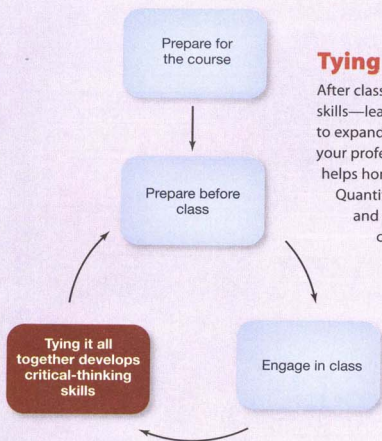 Prepare for
the course
Tying
After class
skills—lea
to expand
your profe
helps hor
Quanti
and
Prepare before
class
Engage in class
Tying it all
together develops
critical-thinking
skills